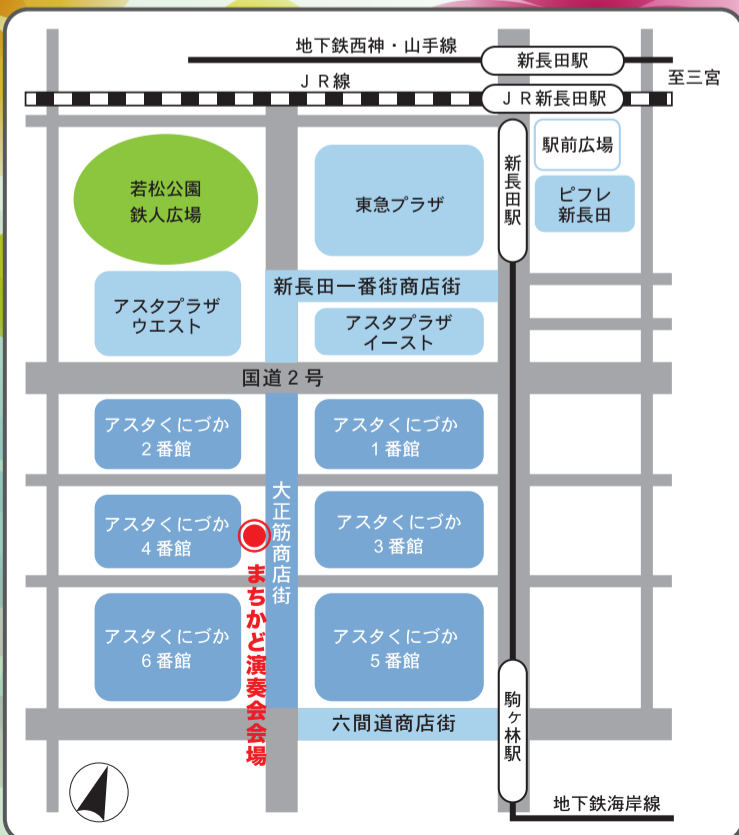 地下鉄西神・山手線
新長田駅
JR線
JR新長田駅
至三宮
若松公園
鉄人広場
東急プラザ
新長田駅
駅前広場
ピフレ
新長田
アスタプラザ
ウエスト
新長田一番街商店街
アスタプラザ
イースト
国道2号
アスタくにづか
2番館
アスタくにづか
1番館
大正筋商店街
アスタくにづか
4番館
アスタくにづか
3番館
まちかど演奏会会場
アスタくにづか
6番館
アスタくにづか
5番館
六間道商店街
駒ヶ林駅
地下鉄海岸線